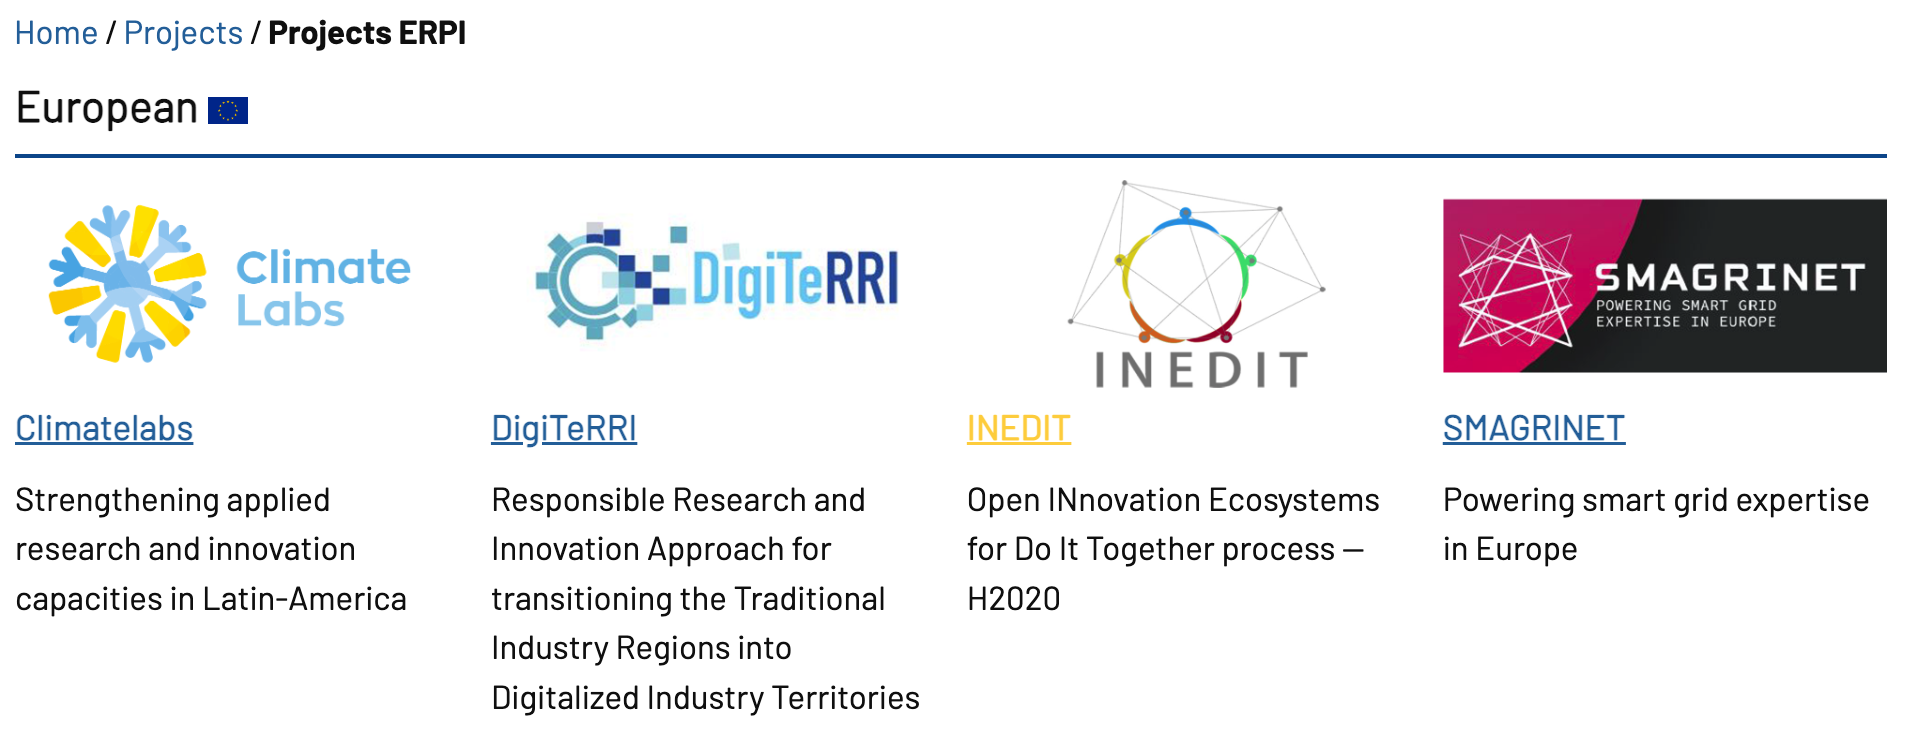 Home / Projects / Projects ERPI
European
Climate
Labs
DigiTeRRI
INEDIT
SMAGRINET
POWERING SMART GRID
EXPERTISE IN EUROPE
Climatelabs
Strengthening applied
research and innovation
capacities in Latin-America
DigiTeRRI
Responsible Research and
Innovation Approach for
transitioning the Traditional
Industry Regions into
Digitalized Industry Territories
INEDIT
Open INnovation Ecosystems
for Do It Together process –
H2020
SMAGRINET
Powering smart grid expertise
in Europe